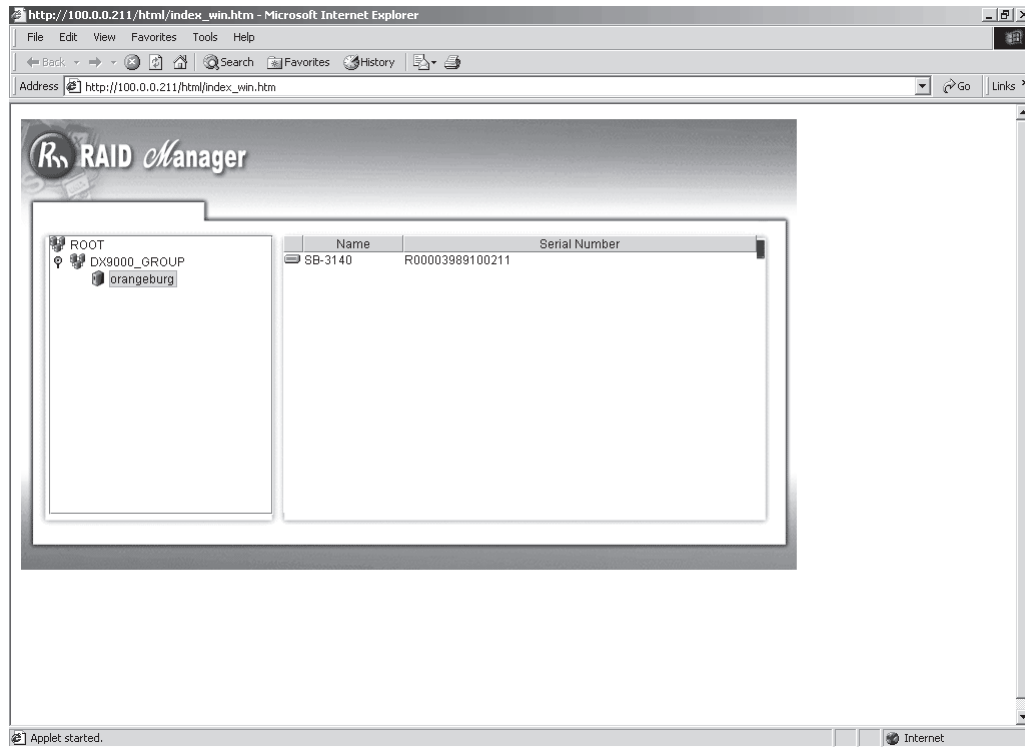 http://100.0.0.211/html/index_win.htm - Microsoft Internet Explorer
File Edit View Favorites Tools Help
Back Search Favorites History
Address http://100.0.0.211/html/index_win.htm Go Links »
Rm RAID Manager
ROOT
DX9000_GROUP
orangeburg
Name Serial Number
SB-3140 R00003989100211
Applet started. Internet